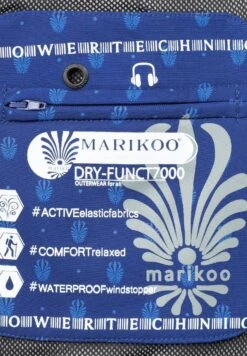 OWERTECHNI
MARIKOO
DRY-FUNCT7000
OUTERWEAR for all
#ACTIVEelasticfabrics
#COMFORTrelaxed
marikoo
#WATERPROOFwindstopper
OWERTECHNI